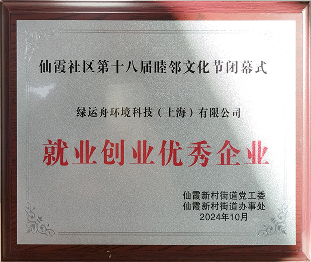 仙霞社区第十八届睦邻文化节闭幕式
绿运舟环境科技（上海）有限公司
就业创业优秀企业
仙霞新村街道党工委
仙霞新村街道办事处
2024年10月